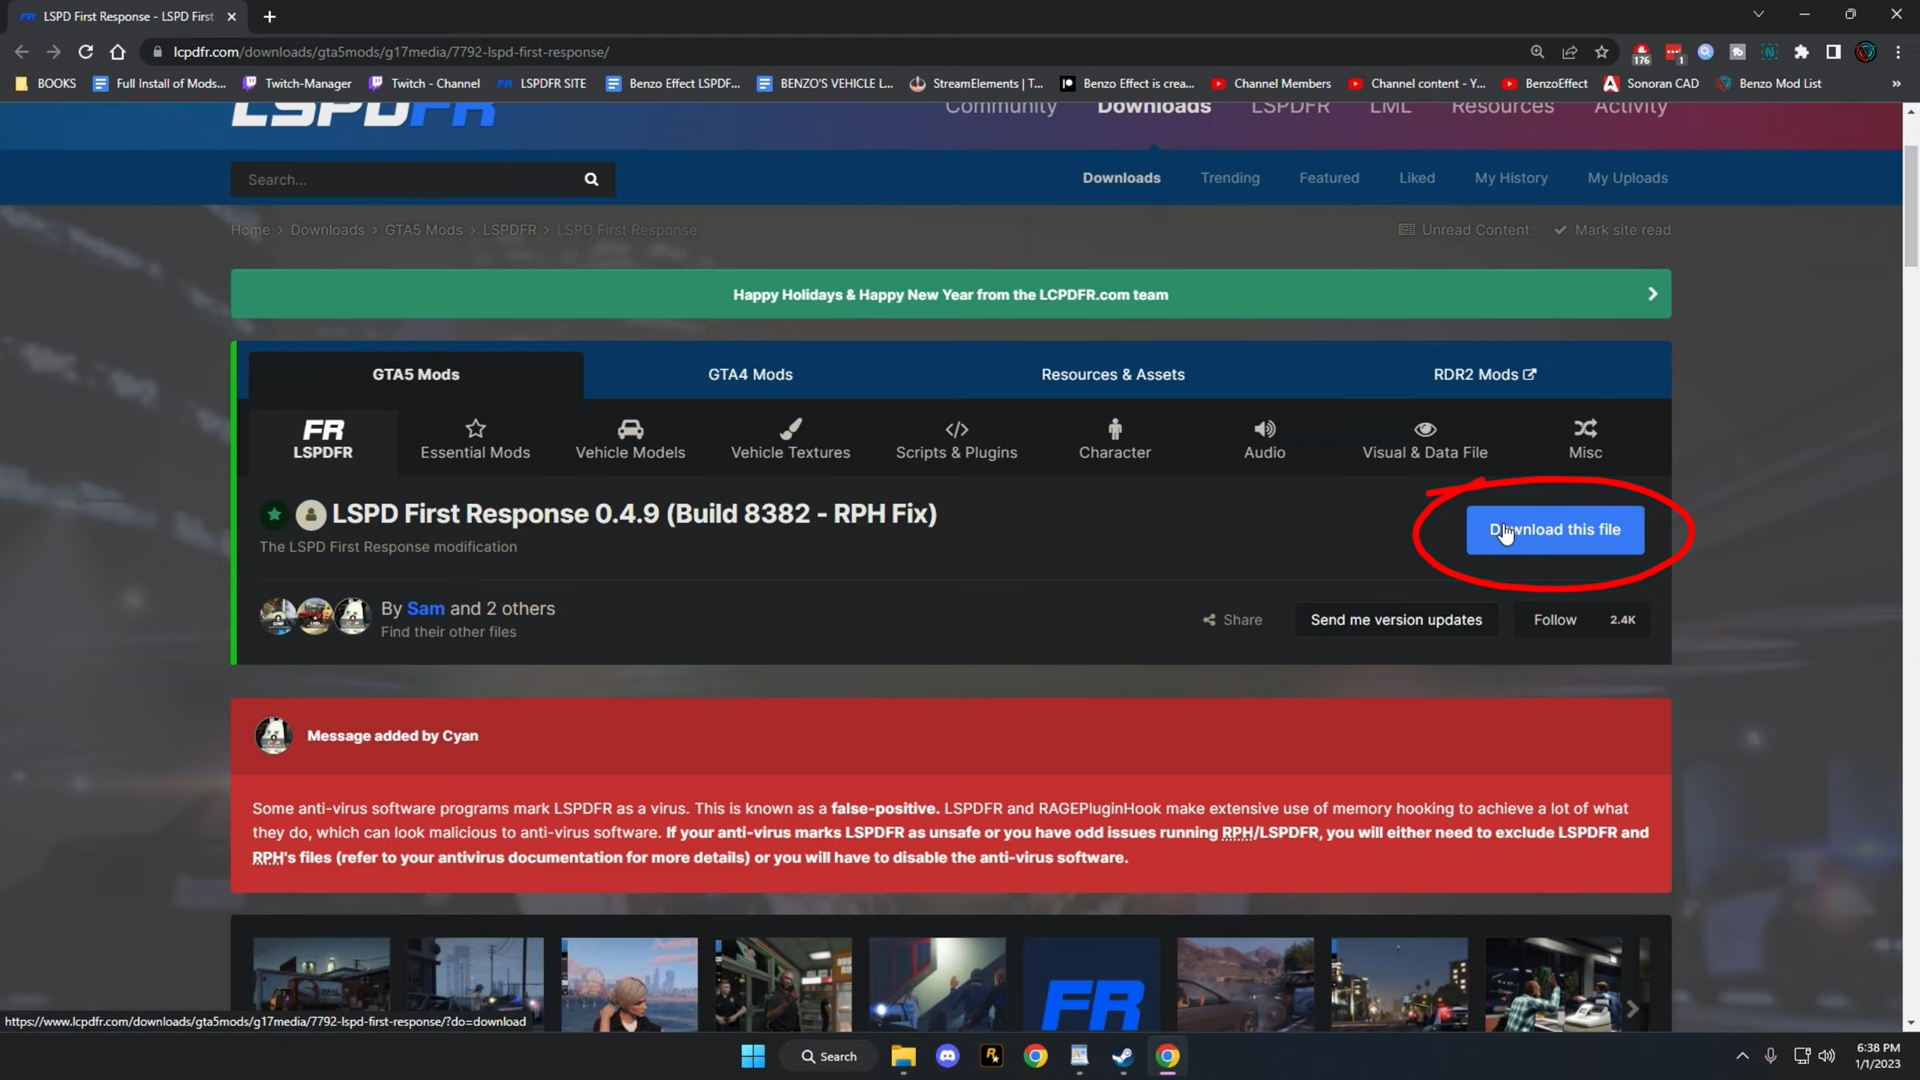 LSPD First Response - LSPD First
lcpdfr.com/downloads/gta5mods/g17media/7792-lspd-first-response/
176
1
BOOKS
Full Install of Mods...
Twitch-Manager
Twitch - Channel
LSPDFR SITE
Benzo Effect LSPDF...
BENZO'S VEHICLE L...
StreamElements | T...
Benzo Effect is crea...
Channel Members
Channel content - Y...
BenzoEffect
Sonoran CAD
Benzo Mod List
»
LSPDFR
Community
Downloads
LSPDFR
LML
Resources
Activity
Search...
Downloads
Trending
Featured
Liked
My History
My Uploads
Home > Downloads > GTA5 Mods > LSPDFR > LSPD First Response
Unread Content
Mark site read
Happy Holidays & Happy New Year from the LCPDFR.com team
GTA5 Mods
GTA4 Mods
Resources & Assets
RDR2 Mods
FR
LSPDFR
Essential Mods
Vehicle Models
Vehicle Textures
Scripts & Plugins
Character
Audio
Visual & Data File
Misc
LSPD First Response 0.4.9 (Build 8382 - RPH Fix)
The LSPD First Response modification
Download this file
By Sam and 2 others
Find their other files
Share
Send me version updates
Follow 2.4K
Message added by Cyan
Some anti-virus software programs mark LSPDFR as a virus. This is known as a false-positive. LSPDFR and RAGEPluginHook make extensive use of memory hooking to achieve a lot of what
they do, which can look malicious to anti-virus software. If your anti-virus marks LSPDFR as unsafe or you have odd issues running RPH/LSPDFR, you will either need to exclude LSPDFR and
RPH's files (refer to your antivirus documentation for more details) or you will have to disable the anti-virus software.
FR
https://www.lcpdfr.com/downloads/gta5mods/g17media/7792-lspd-first-response/?do=download
Search
6:38 PM
1/1/2023